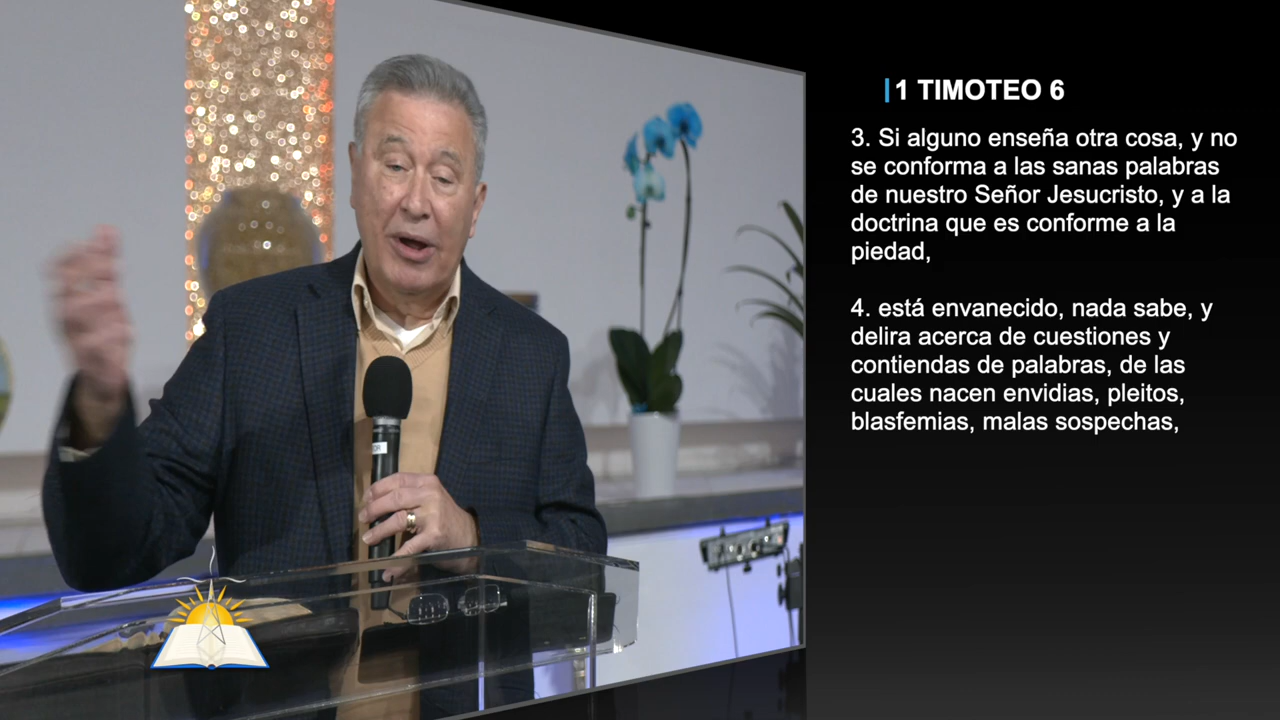 1 TIMOTEO 6
3. Si alguno enseña otra cosa, y no
se conforma a las sanas palabras
de nuestro Señor Jesucristo, y a la
doctrina que es conforme a la
piedad,
4. está envanecido, nada sabe, y
delira acerca de cuestiones y
contiendas de palabras, de las
cuales nacen envidias, pleitos,
blasfemias, malas sospechas,